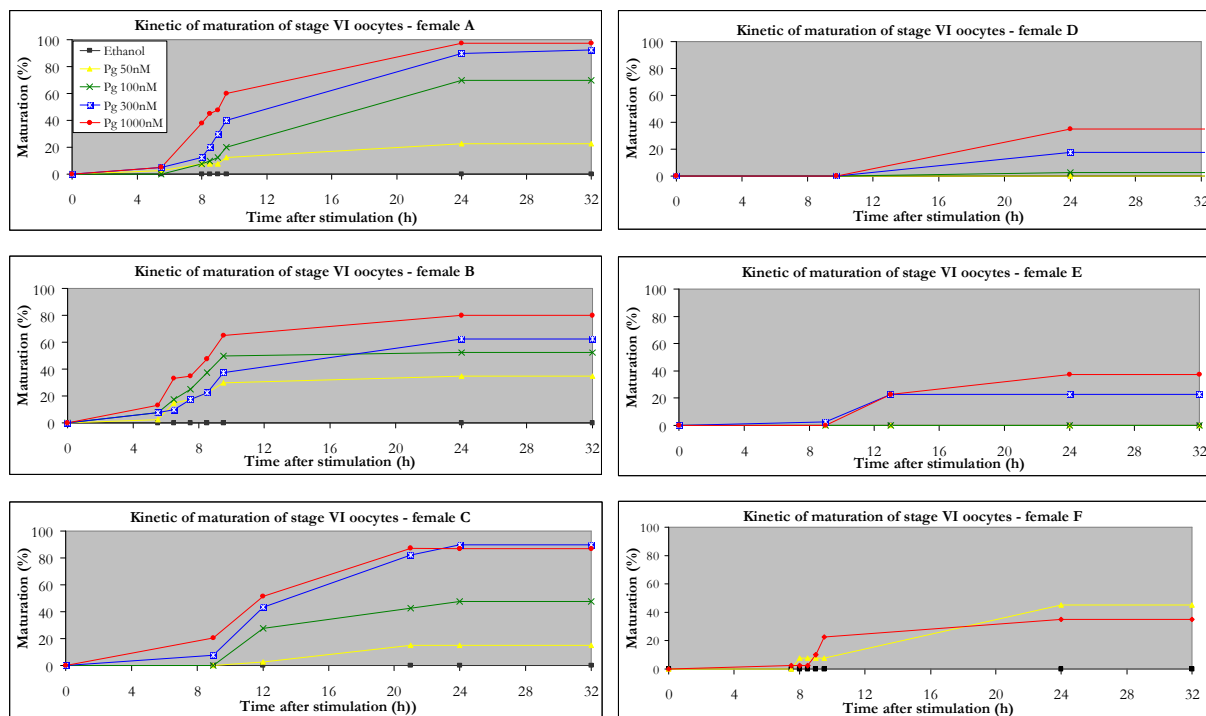 Kinetic of maturation of stage VI oocytes - female A
Maturation (%)
100
80
60
40
20
0
Ethanol
Pg 50nM
Pg 100nM
Pg 300nM
Pg 1000nM
0 4 8 12 16 20 24 28 32
Time after stimulation (h)
Kinetic of maturation of stage VI oocytes - female D
Maturation (%)
100
80
60
40
20
0
0 4 8 12 16 20 24 28 32
Time after stimulation (h)
Kinetic of maturation of stage VI oocytes - female B
Maturation (%)
100
80
60
40
20
0
0 4 8 12 16 20 24 28 32
Time after stimulation (h)
Kinetic of maturation of stage VI oocytes - female E
Maturation (%)
100
80
60
40
20
0
0 4 8 12 16 20 24 28 32
Time after stimulation (h)
Kinetic of maturation of stage VI oocytes - female C
Maturation (%)
100
80
60
40
20
0
0 4 8 12 16 20 24 28 32
Time after stimulation (h))
Kinetic of maturation of stage VI oocytes - female F
Maturation (%)
100
80
60
40
20
0
0 4 8 12 16 20 24 28 32
Time after stimulation (h)